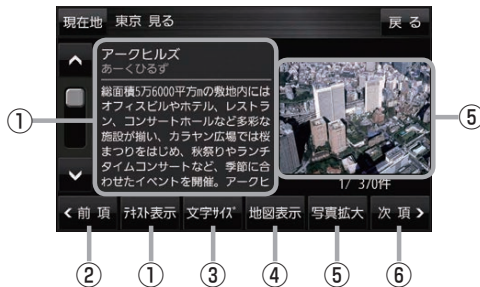 現在地 東京 見る 戻る
アークヒルズ
あーくひるず
総面積5万6000平方mの敷地内には
オフィスビルやホテル、レストラ
ン、コンサートホールなど多彩な
施設が揃い、カラヤン広場では桜
まつりをはじめ、秋祭りやランチ
タイムコンサートなど、季節に合
わせたイベントを開催。アークヒ
① ⑤
1/ 370件
<前 項 ﾃｷｽﾄ表示 文字ｻｲｽﾞ 地図表示 写真拡大 次 項>
② ① ③ ④ ⑤ ⑥